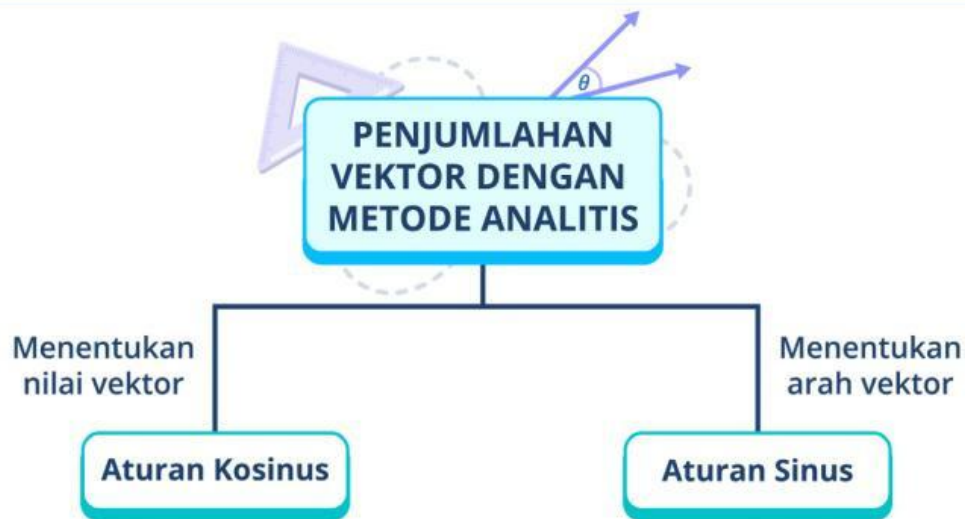 θ
PENJUMLAHAN
VEKTOR DENGAN
METODE ANALITIS
Menentukan
nilai vektor
Menentukan
arah vektor
Aturan Kosinus
Aturan Sinus